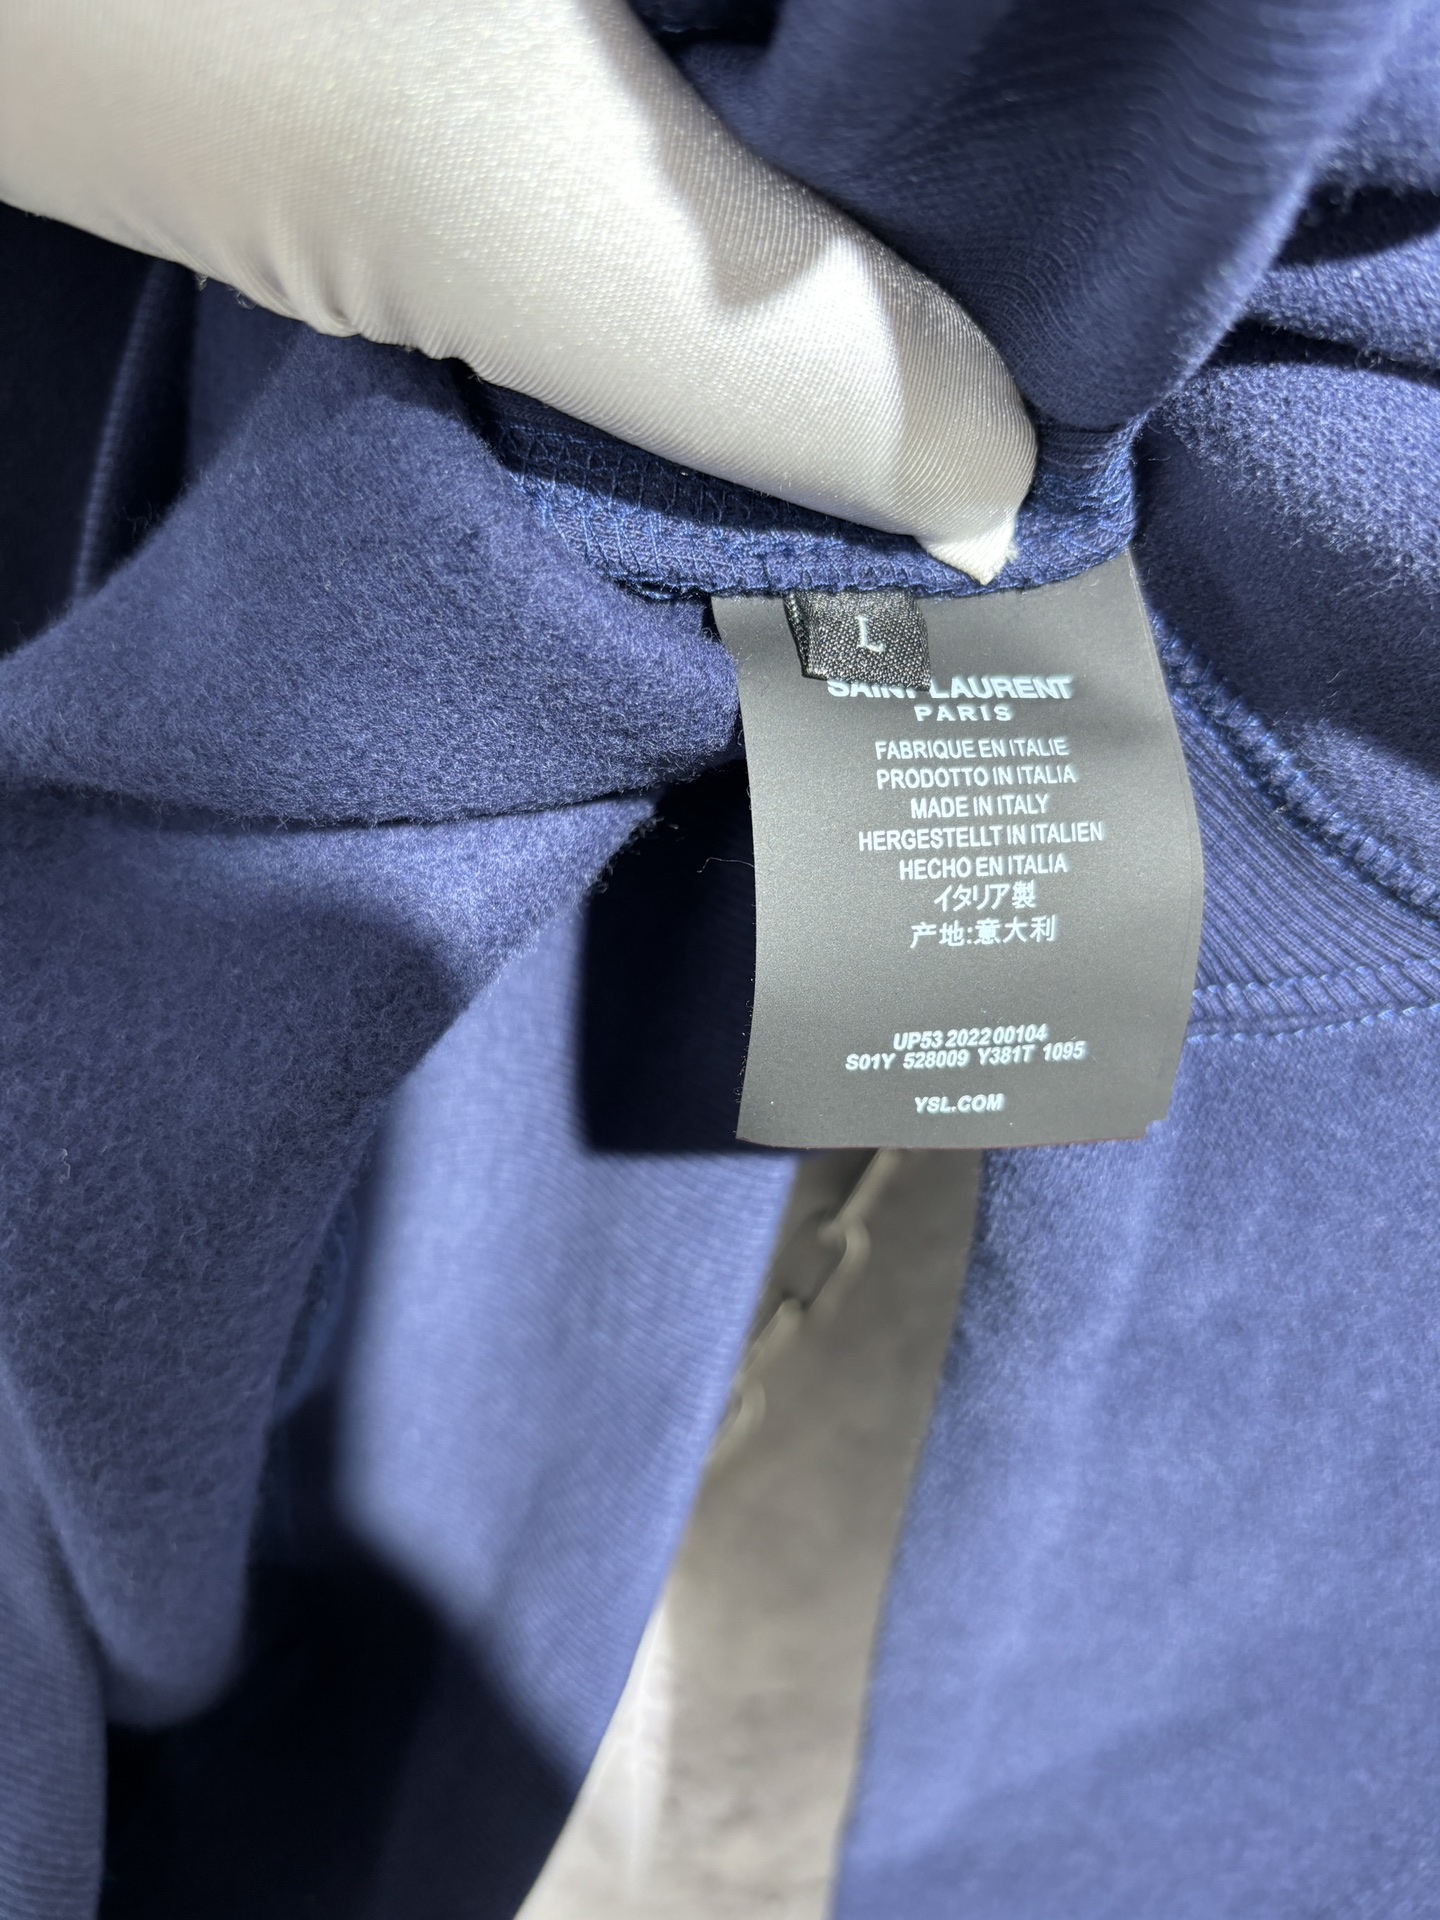 L
SAINT LAURENT
PARIS
FABRIQUE EN ITALIE
PRODOTTO IN ITALIA
MADE IN ITALY
HERGESTELLT IN ITALIEN
HECHO EN ITALIA
イタリア製
产地:意大利
UP53 2022 00104
S01Y 528009 Y381T 1095
YSL.COM